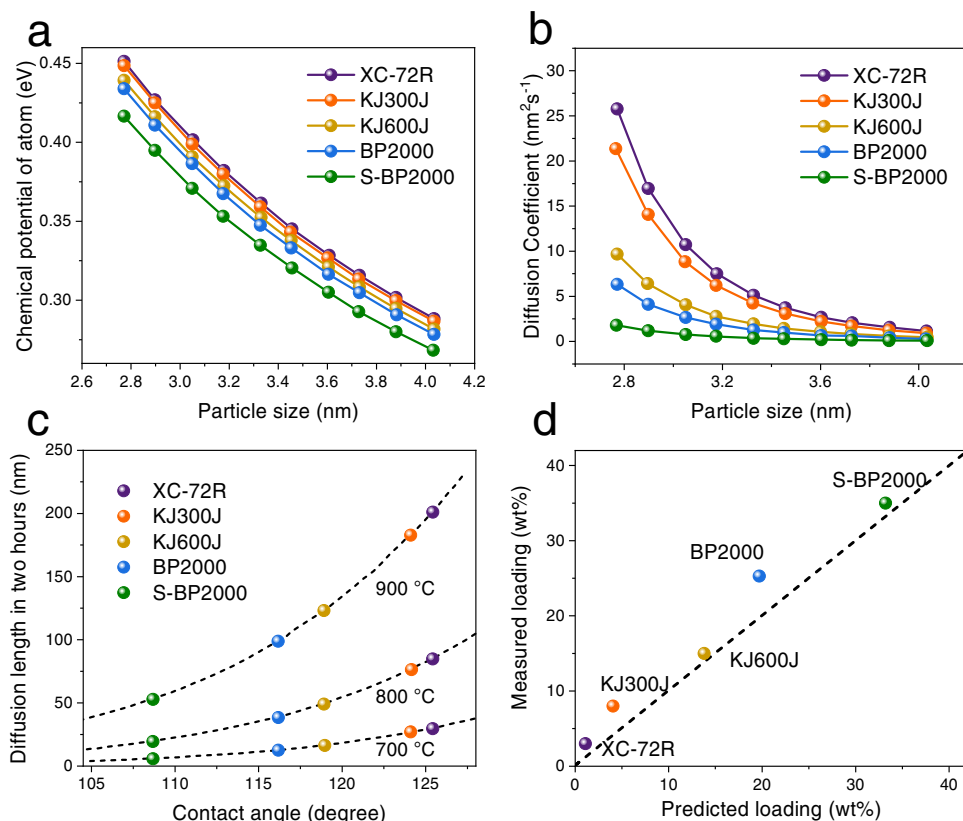 a
Chemical potential of atom (eV)
0.45
0.40
0.35
0.30
2.6 2.8 3.0 3.2 3.4 3.6 3.8 4.0 4.2
Particle size (nm)
XC-72R
KJ300J
KJ600J
BP2000
S-BP2000
b
Diffusion Coefficient (nm²s⁻¹)
30
25
20
15
10
5
0
2.8 3.2 3.6 4.0
Particle size (nm)
XC-72R
KJ300J
KJ600J
BP2000
S-BP2000
c
Diffusion length in two hours (nm)
250
200
150
100
50
0
105 110 115 120 125
Contact angle (degree)
XC-72R
KJ300J
KJ600J
BP2000
S-BP2000
900 °C
800 °C
700 °C
d
Measured loading (wt%)
40
30
20
10
0
0 10 20 30 40
Predicted loading (wt%)
S-BP2000
BP2000
KJ600J
KJ300J
XC-72R